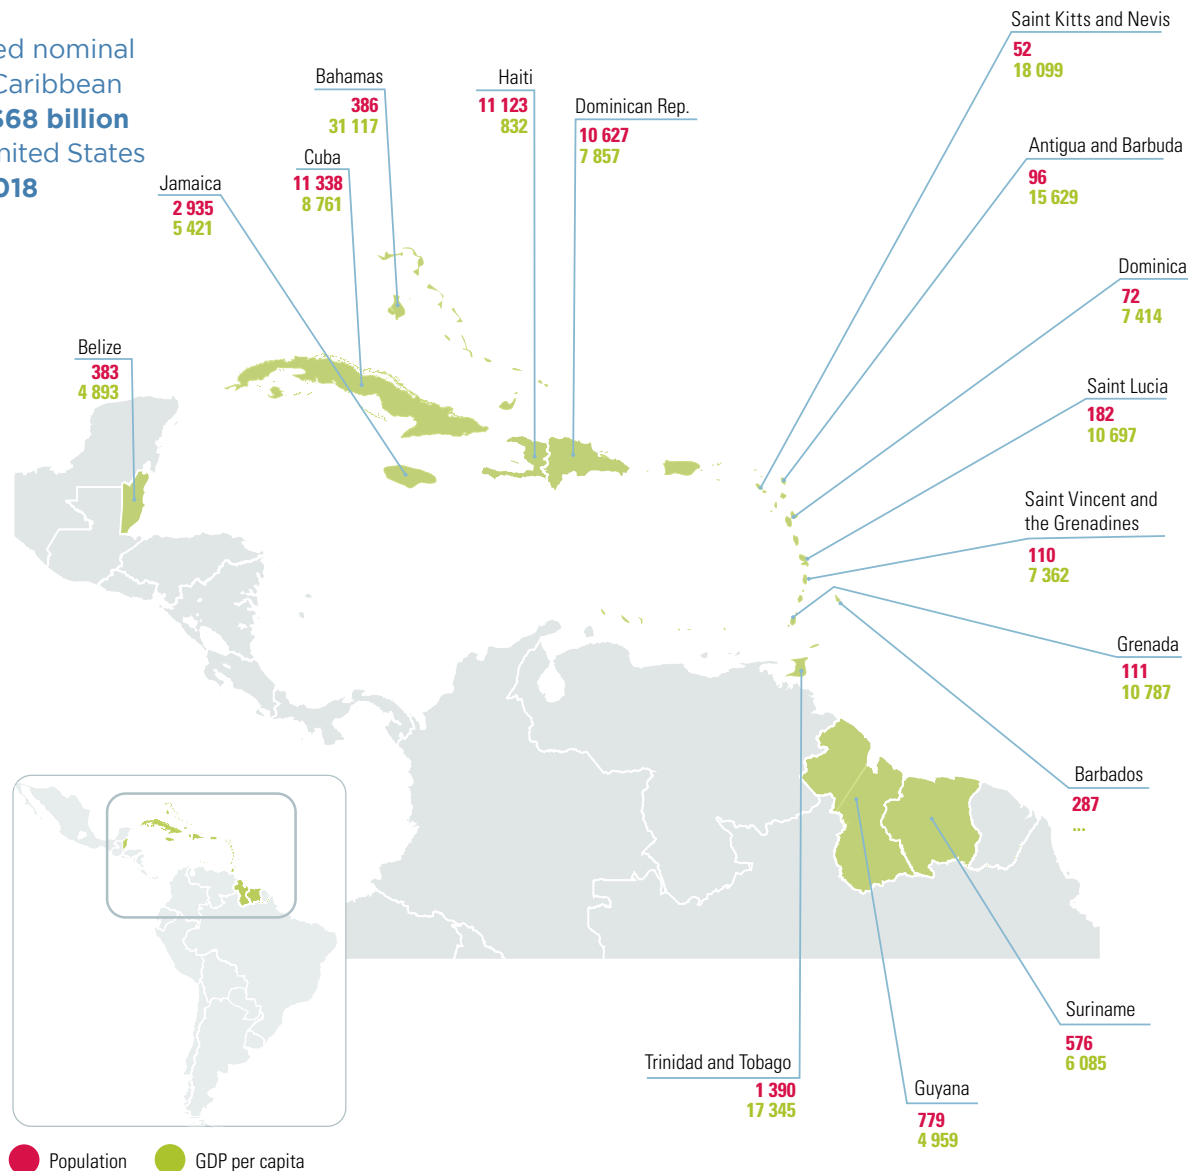 ed nominal
Caribbean
668 billion
nited States
018
Saint Kitts and Nevis
52
18 099
Bahamas
386
31 117
Haiti
11 123
832
Dominican Rep.
10 627
7 857
Antigua and Barbuda
96
15 629
Cuba
11 338
8 761
Jamaica
2 935
5 421
Dominica
72
7 414
Belize
383
4 893
Saint Lucia
182
10 697
Saint Vincent and
the Grenadines
110
7 362
Grenada
111
10 787
Barbados
287
...
Suriname
576
6 085
Trinidad and Tobago
1 390
17 345
Guyana
779
4 959
Population
GDP per capita